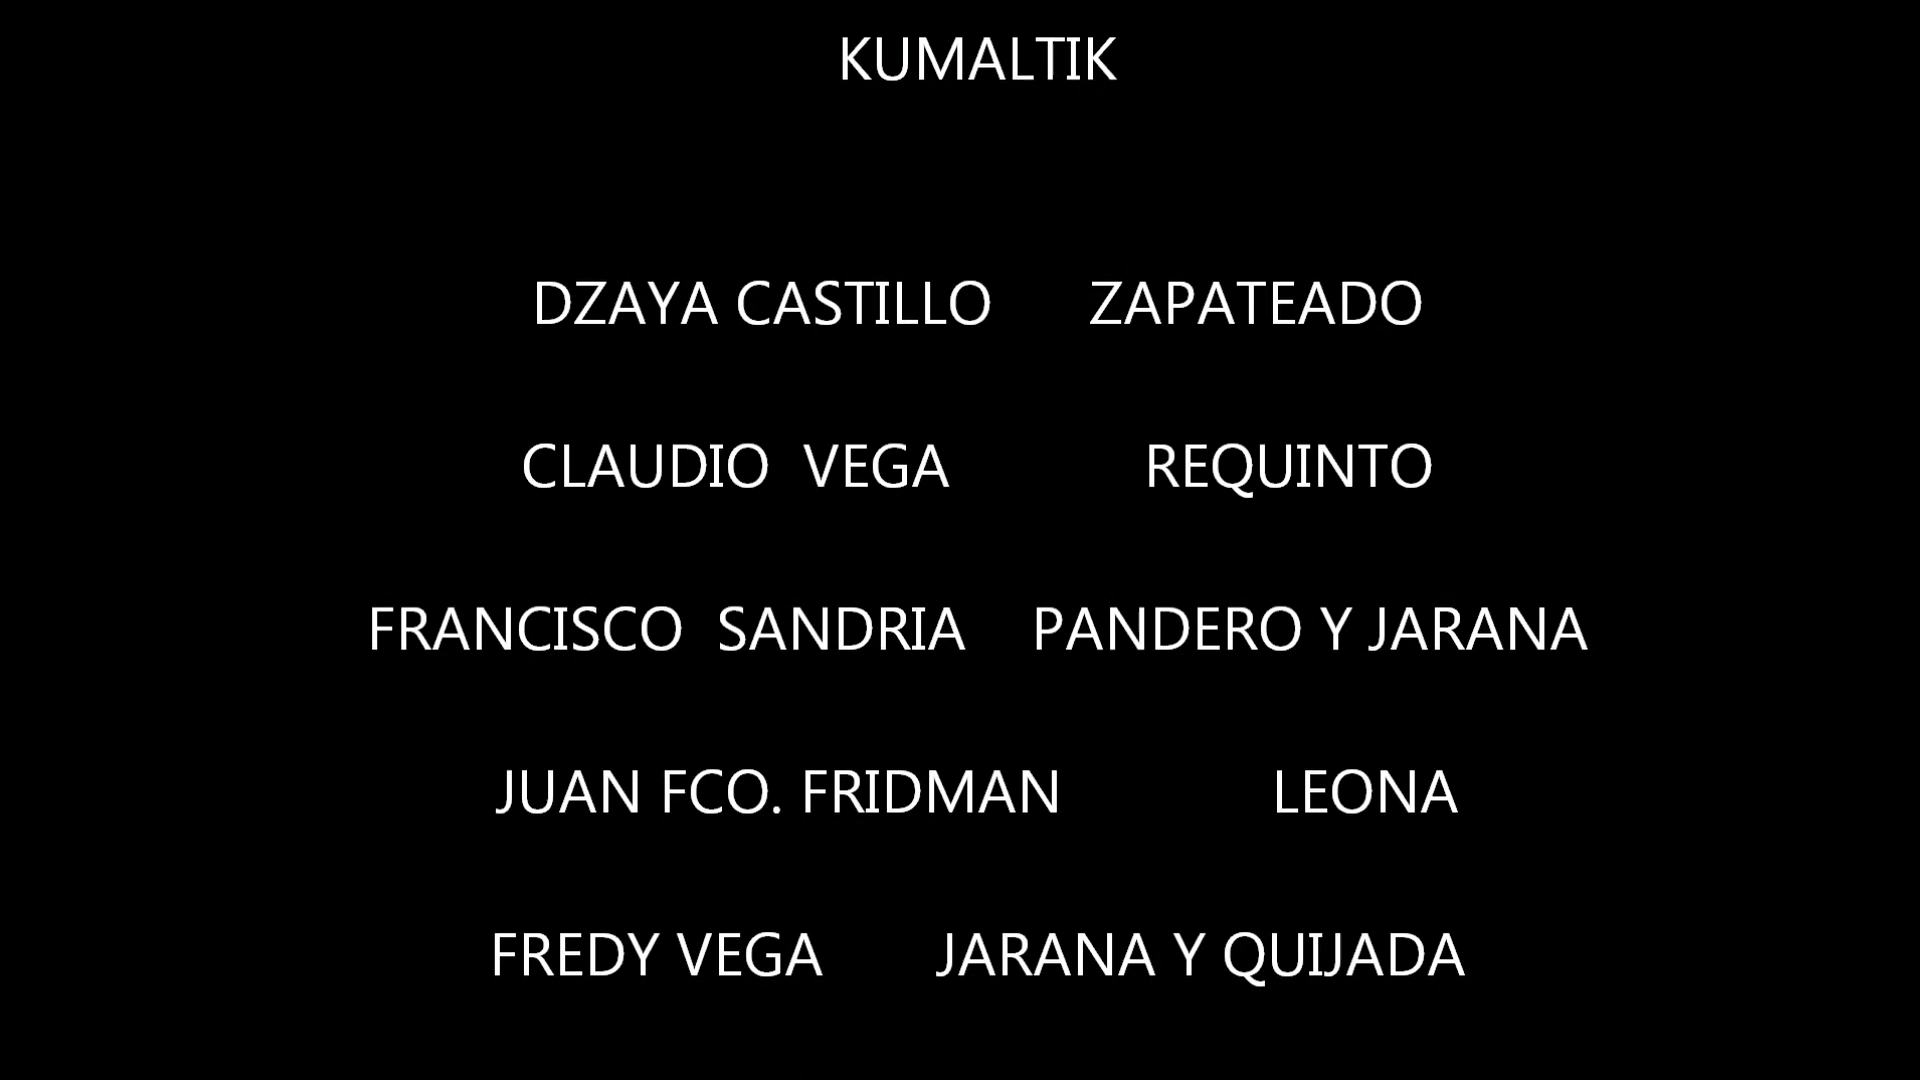 KUMALTIK
DZAYA CASTILLO ZAPATEADO
CLAUDIO VEGA REQUINTO
FRANCISCO SANDRIA PANDERO Y JARANA
JUAN FCO. FRIDMAN LEONA
FREDY VEGA JARANA Y QUIJADA